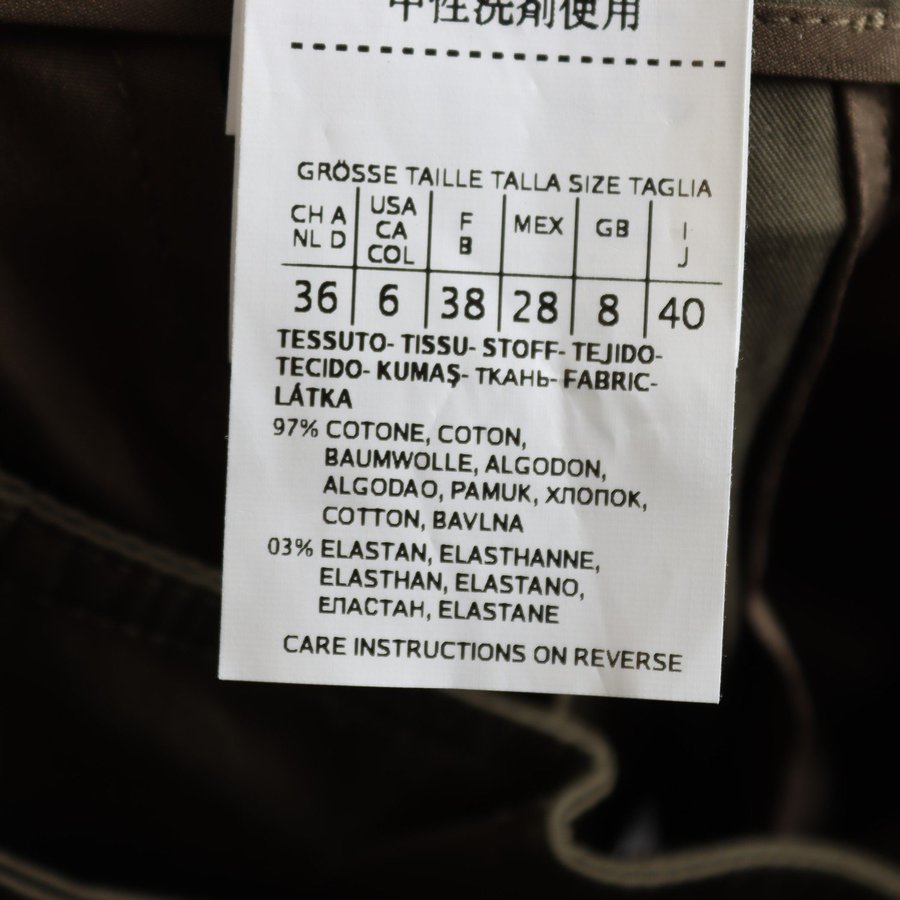 中性洗剤使用
GRÖSSE TAILLE TALLA SIZE TAGLIA
CH A NL D USA CA COL F B MEX GB I J
36 6 38 28 8 40
TESSUTO- TISSU- STOFF- TEJIDO-
TECIDO- KUMAŞ- ТКАНЬ- FABRIC-
LÁTKA
97% COTONE, COTON,
BAUMWOLLE, ALGODON,
ALGODAO, PAMUK, ХЛОПОК,
COTTON, BAVLNA
03% ELASTAN, ELASTHANNE,
ELASTHAN, ELASTANO,
ЕПАСТАН, ELASTANE
CARE INSTRUCTIONS ON REVERSE